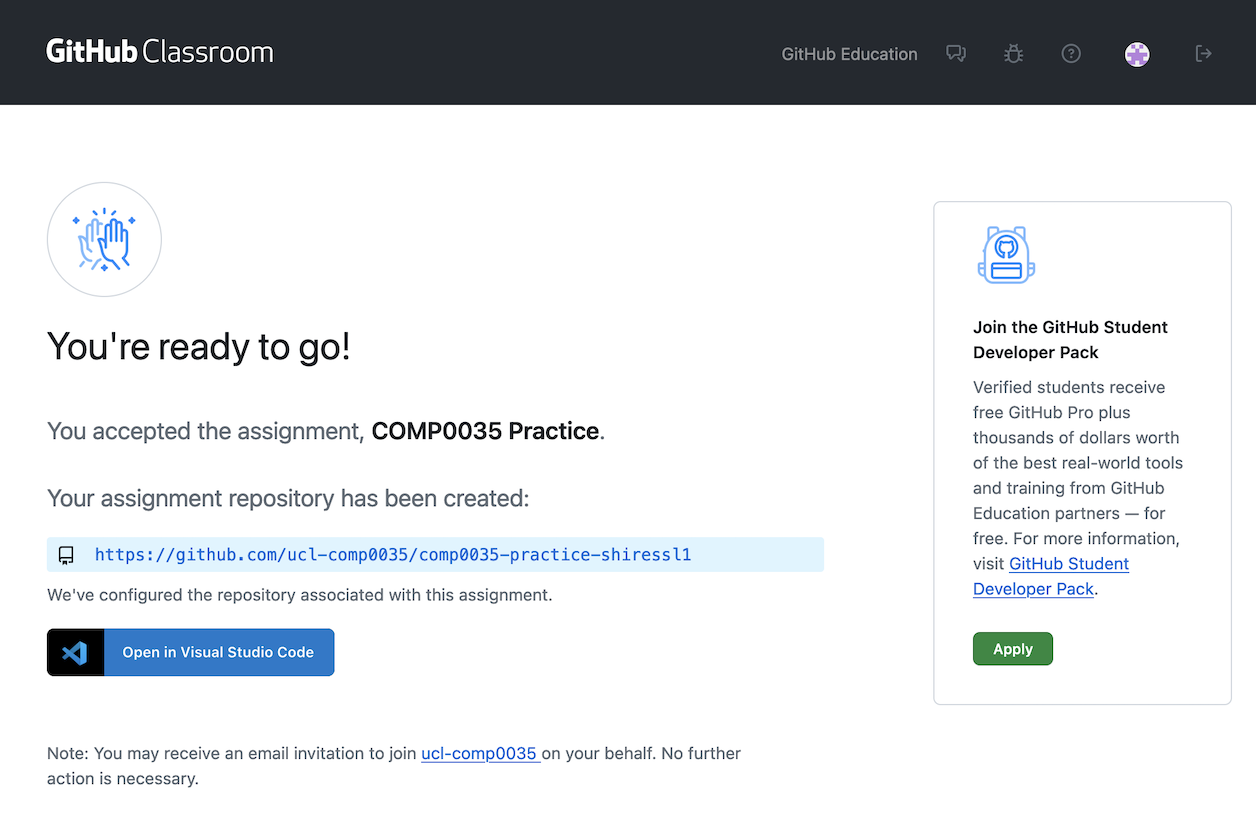 GitHub Classroom
GitHub Education
You're ready to go!
You accepted the assignment, COMP0035 Practice.
Your assignment repository has been created:
https://github.com/ucl-comp0035/comp0035-practice-shiressl1
We've configured the repository associated with this assignment.
Open in Visual Studio Code
Note: You may receive an email invitation to join ucl-comp0035 on your behalf. No further
action is necessary.
Join the GitHub Student
Developer Pack
Verified students receive
free GitHub Pro plus
thousands of dollars worth
of the best real-world tools
and training from GitHub
Education partners — for
free. For more information,
visit GitHub Student
Developer Pack.
Apply